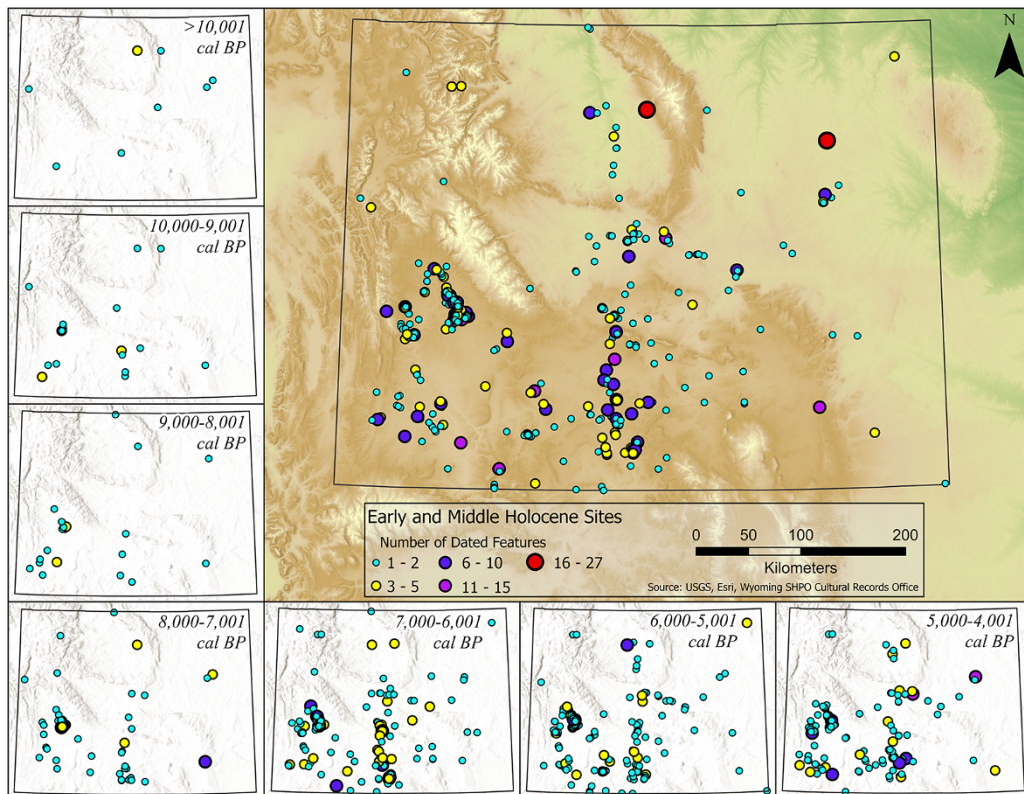 >10,001
cal BP
N
10,000-9,001
cal BP
9,000-8,001
cal BP
Early and Middle Holocene Sites
Number of Dated Features
1 - 2
6 - 10
16 - 27
3 - 5
11 - 15
0 50 100 200
Kilometers
Source: USGS, Esri, Wyoming SHPO Cultural Records Office
8,000-7,001
cal BP
7,000-6,001
cal BP
6,000-5,001
cal BP
5,000-4,001
cal BP